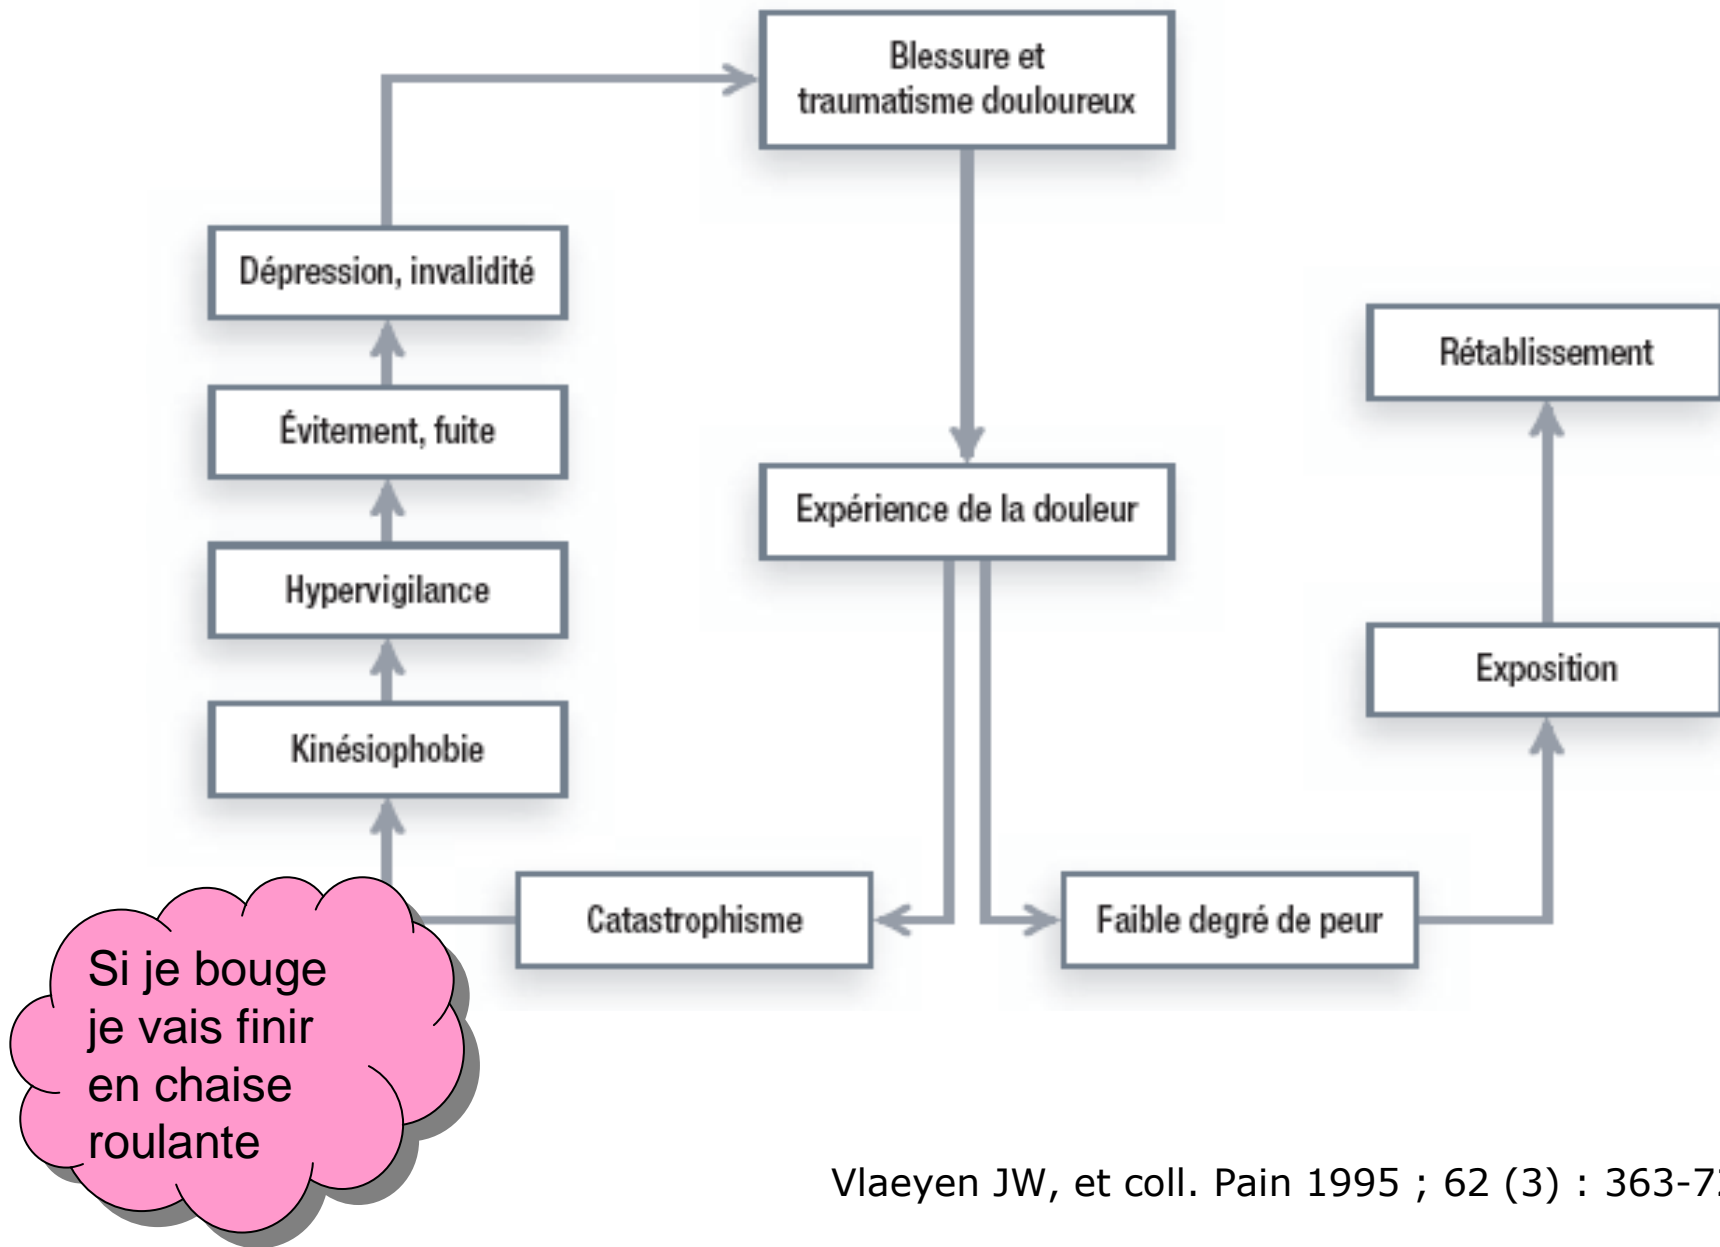 Blessure et
traumatisme douloureux
Dépression, invalidité
Rétablissement
Évitement, fuite
Expérience de la douleur
Hypervigilance
Exposition
Kinésiophobie
Catastrophisme
Faible degré de peur
Si je bouge
je vais finir
en chaise
roulante
Vlaeyen JW, et coll. Pain 1995 ; 62 (3) : 363-72